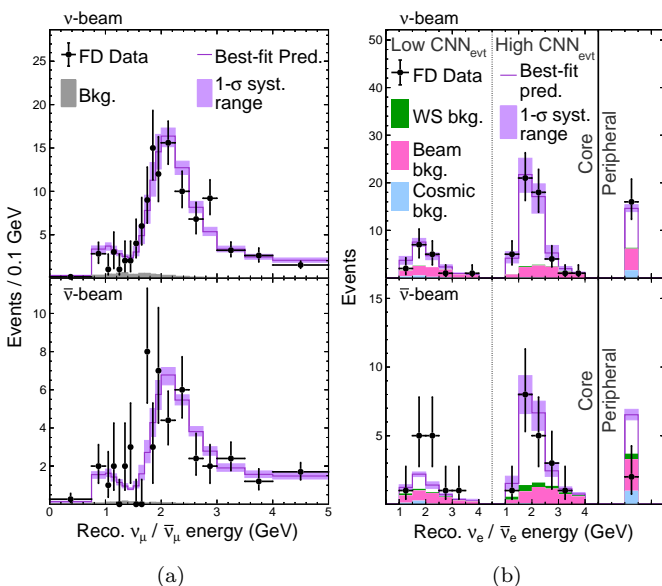 ν-beam
FD Data
Best-fit Pred.
Bkg.
1-σ syst.
range
25
20
15
10
5
0
ν̄-beam
10
8
6
4
2
0
Events / 0.1 GeV
0 1 2 3 4 5
Reco. νμ / ν̄μ energy (GeV)
(a)
ν-beam
Low CNNevt
High CNNevt
FD Data
Best-fit
pred.
WS bkg.
1-σ syst.
range
Beam
bkg.
Cosmic
bkg.
Core
Peripheral
50
40
30
20
10
0
ν̄-beam
Core
Peripheral
15
10
5
0
Events
1 2 3 4 1 2 3 4
Reco. νe / ν̄e energy (GeV)
(b)